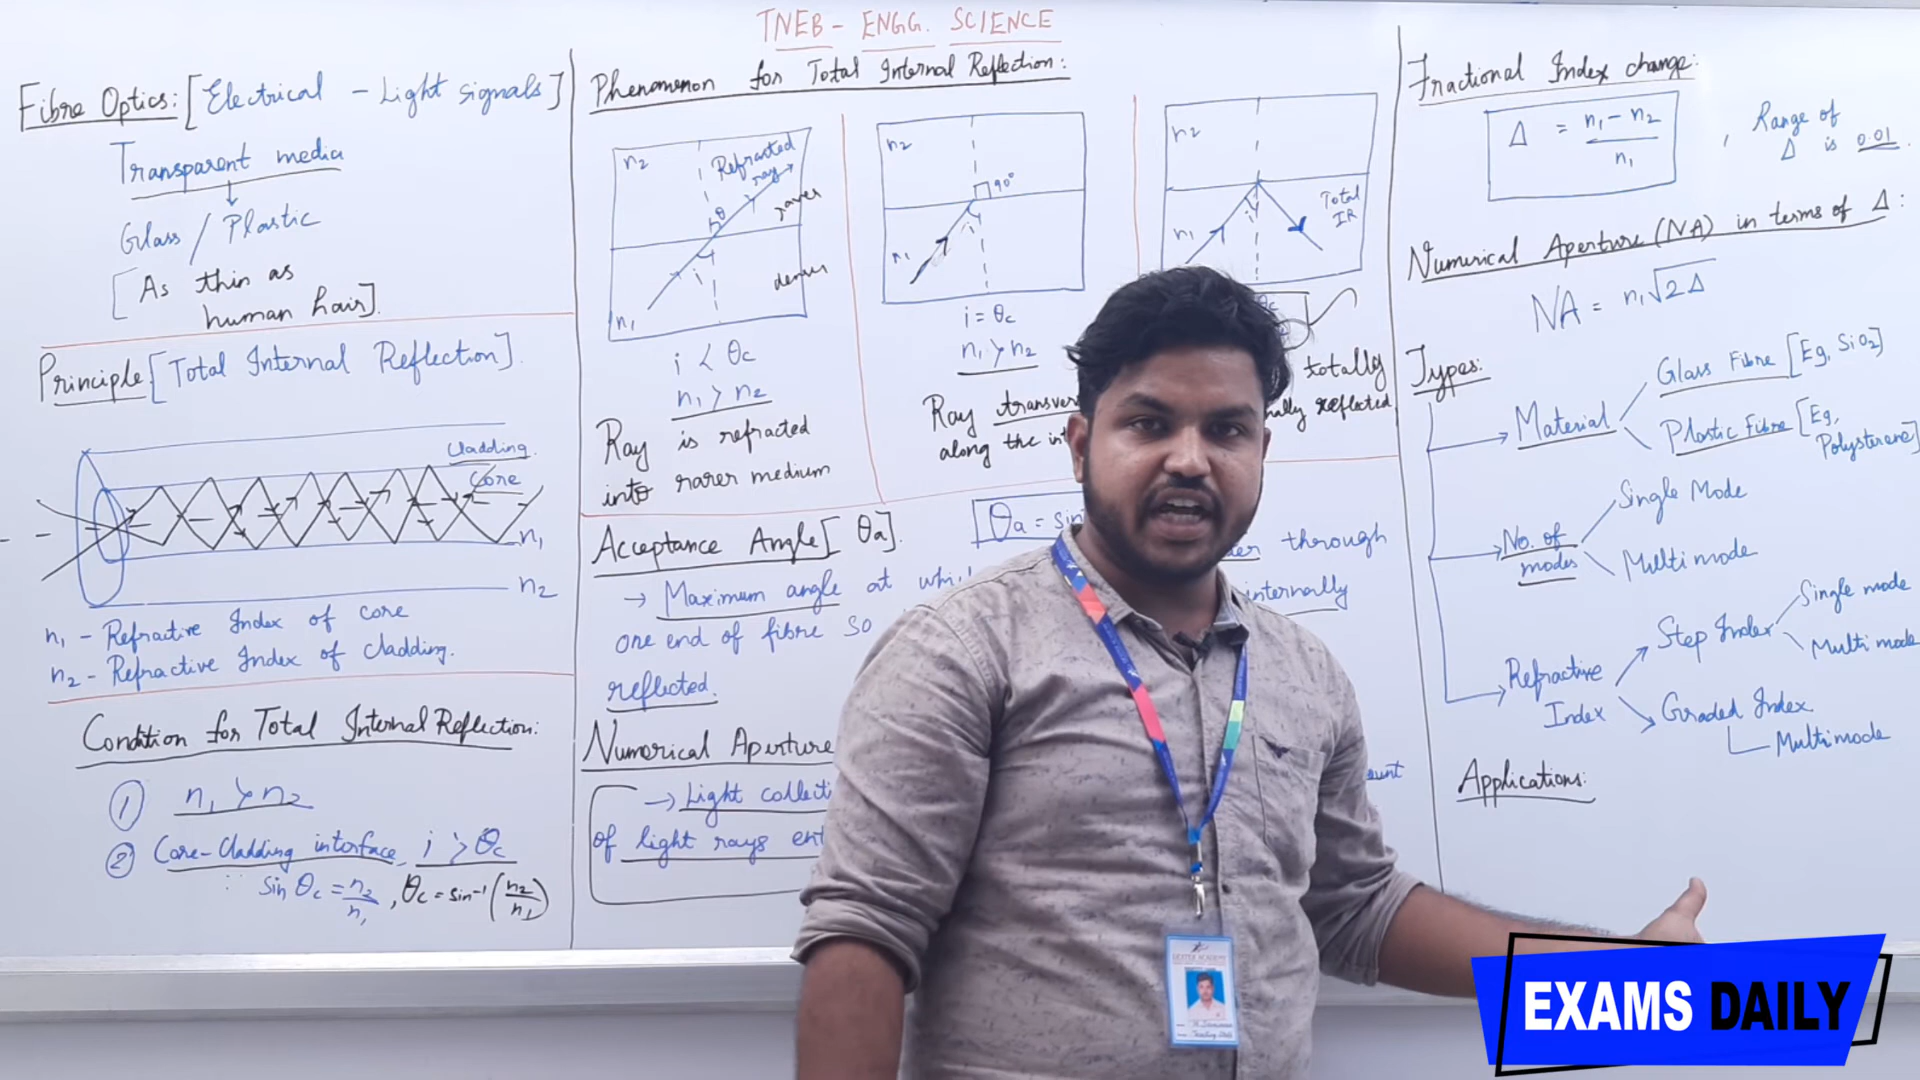 TNEB - ENGG. SCIENCE
Fibre Optics: [Electrical - Light signals]
Transparent media
Glass / Plastic
[As thin as
human hair].
Principle [Total Internal Reflection].
Cladding.
Core
n1
n2
n1 - Refractive Index of core
n2 - Refractive Index of cladding.
Condition for Total Internal Reflection:
① n1 > n2
② Core-Cladding interface, i > θc
∵ Sin θc = n2/n1, θc = sin-1 (n2/n1)
Phenomenon for Total Internal Reflection:
n2
Refracted
ray
θ
rarer
i
denser
n1
i < θc
n1 > n2
Ray is refracted
into rarer medium
n2
90°
i
n1
i = θc
n1 > n2
Ray
along the
n2
i
n1
Total
IR
θc
totally
reflected
Acceptance Angle [θa].
θa = sin
→ Maximum angle at
through
one end of fibre so
internally
reflected.
Numerical Aperture
→ Light
of light rays
Fractional Index change:
Δ = n1 - n2 / n1
, Range of
Δ is 0.01.
Numerical Aperture (NA) in terms of Δ:
NA = n1√2Δ
Types:
Material
Glass Fibre [Eg, SiO2]
Plastic Fibre [Eg,
Polysterene]
No. of
modes
Single Mode
Multimode
Refractive
Index
Step Index
Single mode
Multi mode
Graded Index
Multimode
Applications:
EXAMS DAILY